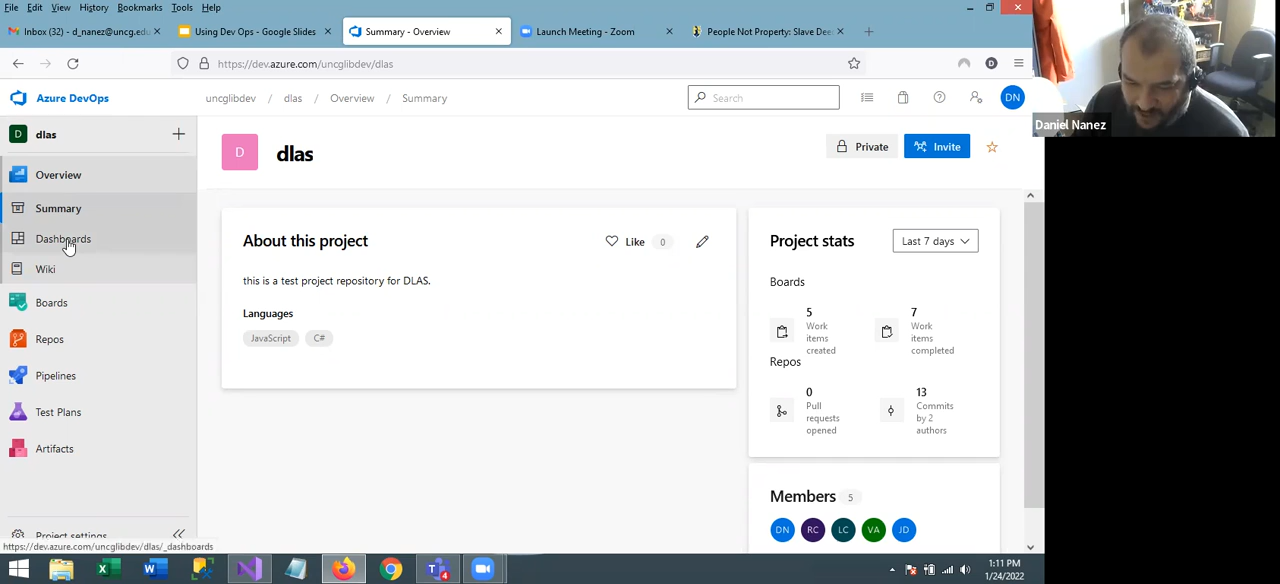 File Edit View History Bookmarks Tools Help
Inbox (32) - d_nanez@uncg.edu
Using Dev Ops - Google Slides
Summary - Overview
Launch Meeting - Zoom
People Not Property: Slave Dee
https://dev.azure.com/uncglibdev/dlas
D
Azure DevOps
uncglibdev / dlas / Overview / Summary
Search
DN
Daniel Nanez
D dlas
Overview
Summary
Dashboards
Wiki
Boards
Repos
Pipelines
Test Plans
Artifacts
Project settings
https://dev.azure.com/uncglibdev/dlas/_dashboards
D
dlas
Private
Invite
About this project
Like 0
this is a test project repository for DLAS.
Languages
JavaScript C#
Project stats
Last 7 days
Boards
5
Work
items
created
7
Work
items
completed
Repos
0
Pull
requests
opened
13
Commits
by 2
authors
Members 5
DN RC LC VA JD
4
1:11 PM
1/24/2022